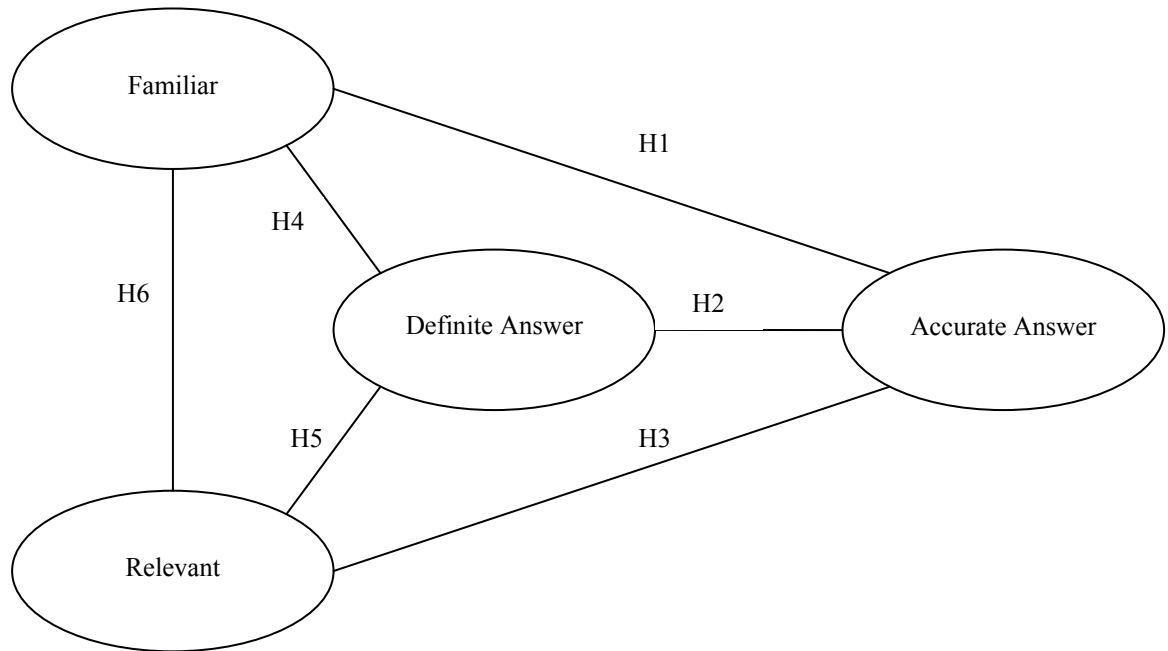 Familiar
H1
H4
H6
H2
Definite Answer
Accurate Answer
H5
H3
Relevant